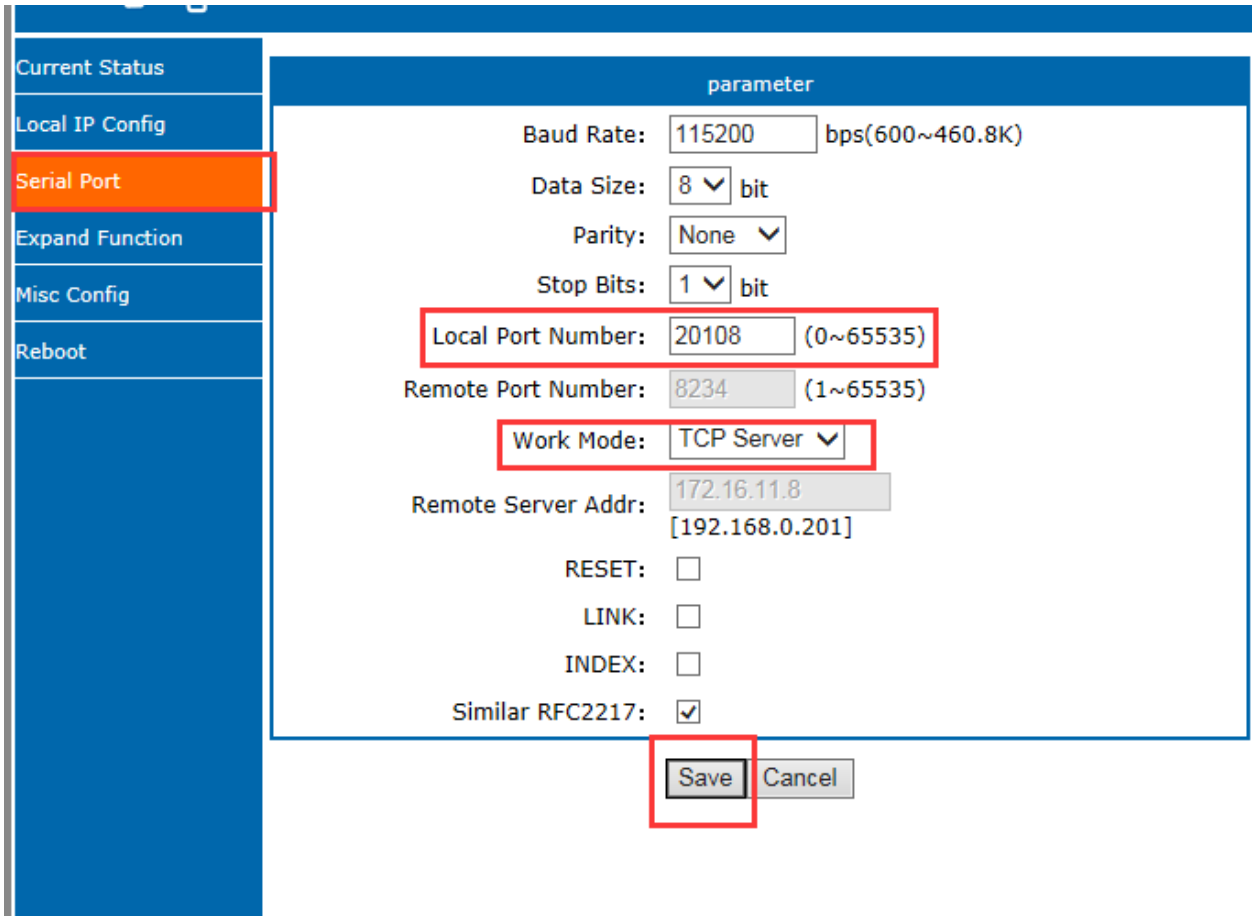 Current Status
Local IP Config
Serial Port
Expand Function
Misc Config
Reboot
parameter
Baud Rate: 115200 bps(600~460.8K)
Data Size: 8 bit
Parity: None
Stop Bits: 1 bit
Local Port Number: 20108 (0~65535)
Remote Port Number: 8234 (1~65535)
Work Mode: TCP Server
Remote Server Addr: 172.16.11.8
[192.168.0.201]
RESET:
LINK:
INDEX:
Similar RFC2217:
Save Cancel